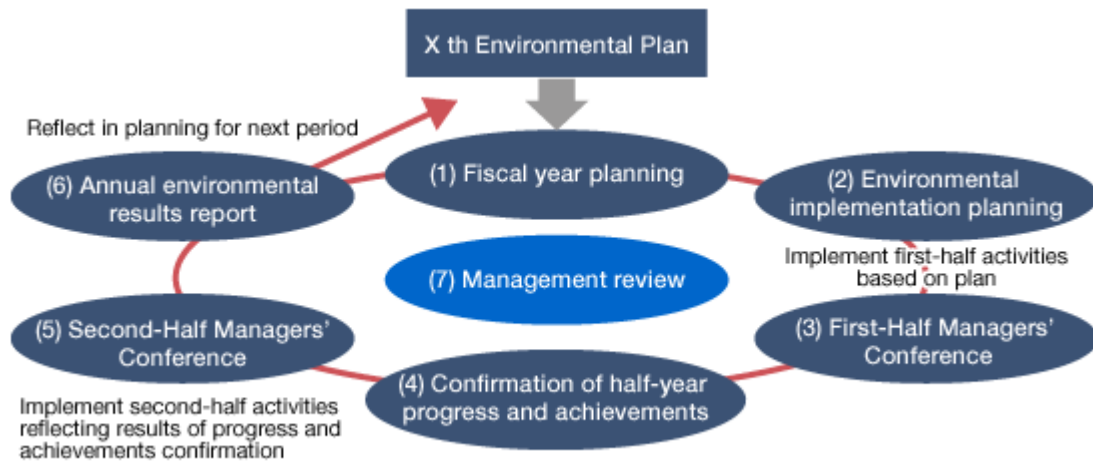 X th Environmental Plan
Reflect in planning for next period
(1) Fiscal year planning
(6) Annual environmental
results report
(2) Environmental
implementation planning
Implement first-half activities
based on plan
(7) Management review
(5) Second-Half Managers’
Conference
(3) First-Half Managers’
Conference
(4) Confirmation of half-year
progress and achievements
Implement second-half activities
reflecting results of progress and
achievements confirmation